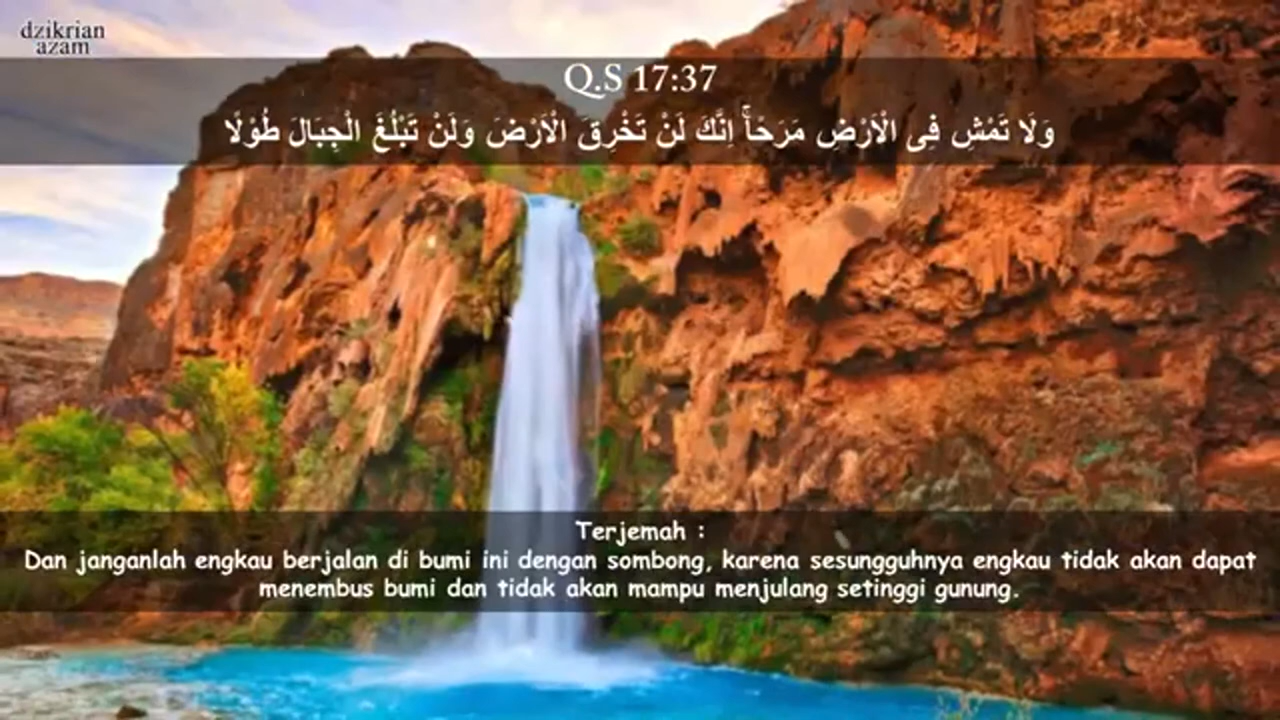 dzikrian
azam
Q.S 17:37
وَلَا تَمْشِ فِى الْاَرْضِ مَرَحًاۚ اِنَّكَ لَنْ تَخْرِقَ الْاَرْضَ وَلَنْ تَبْلُغَ الْجِبَالَ طُوْلًا
Terjemah :
Dan janganlah engkau berjalan di bumi ini dengan sombong, karena sesungguhnya engkau tidak akan dapat
menembus bumi dan tidak akan mampu menjulang setinggi gunung.